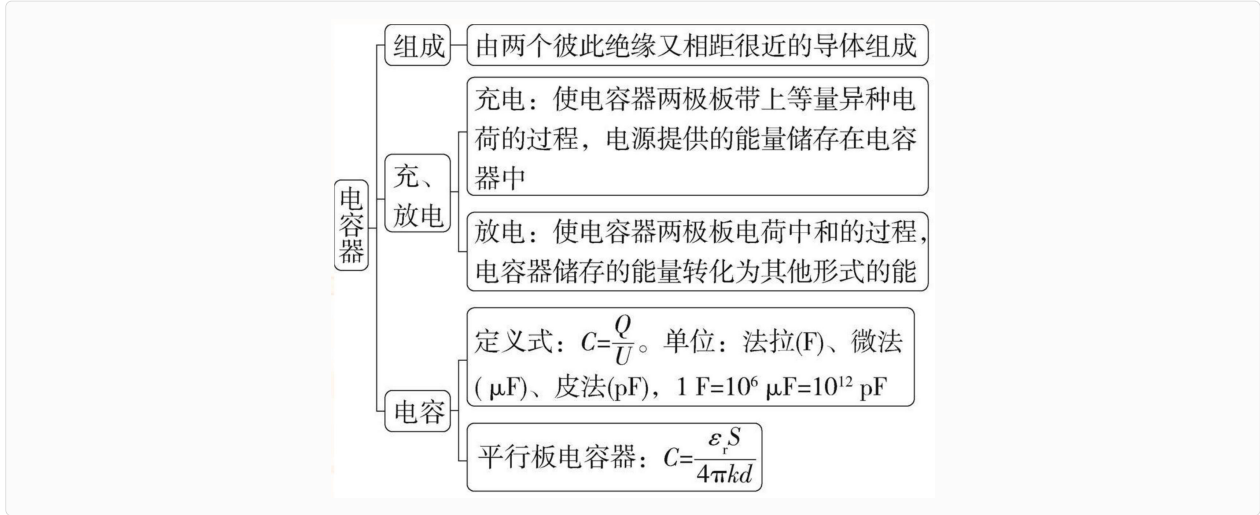 电容器
组成
由两个彼此绝缘又相距很近的导体组成
充、
放电
充电：使电容器两极板带上等量异种电
荷的过程，电源提供的能量储存在电容
器中
放电：使电容器两极板电荷中和的过程，
电容器储存的能量转化为其他形式的能
电容
定义式：C=Q/U。单位：法拉(F)、微法
( μF)、皮法(pF)，1 F=10⁶ μF=10¹² pF
平行板电容器：C=εᵣS/4πkd